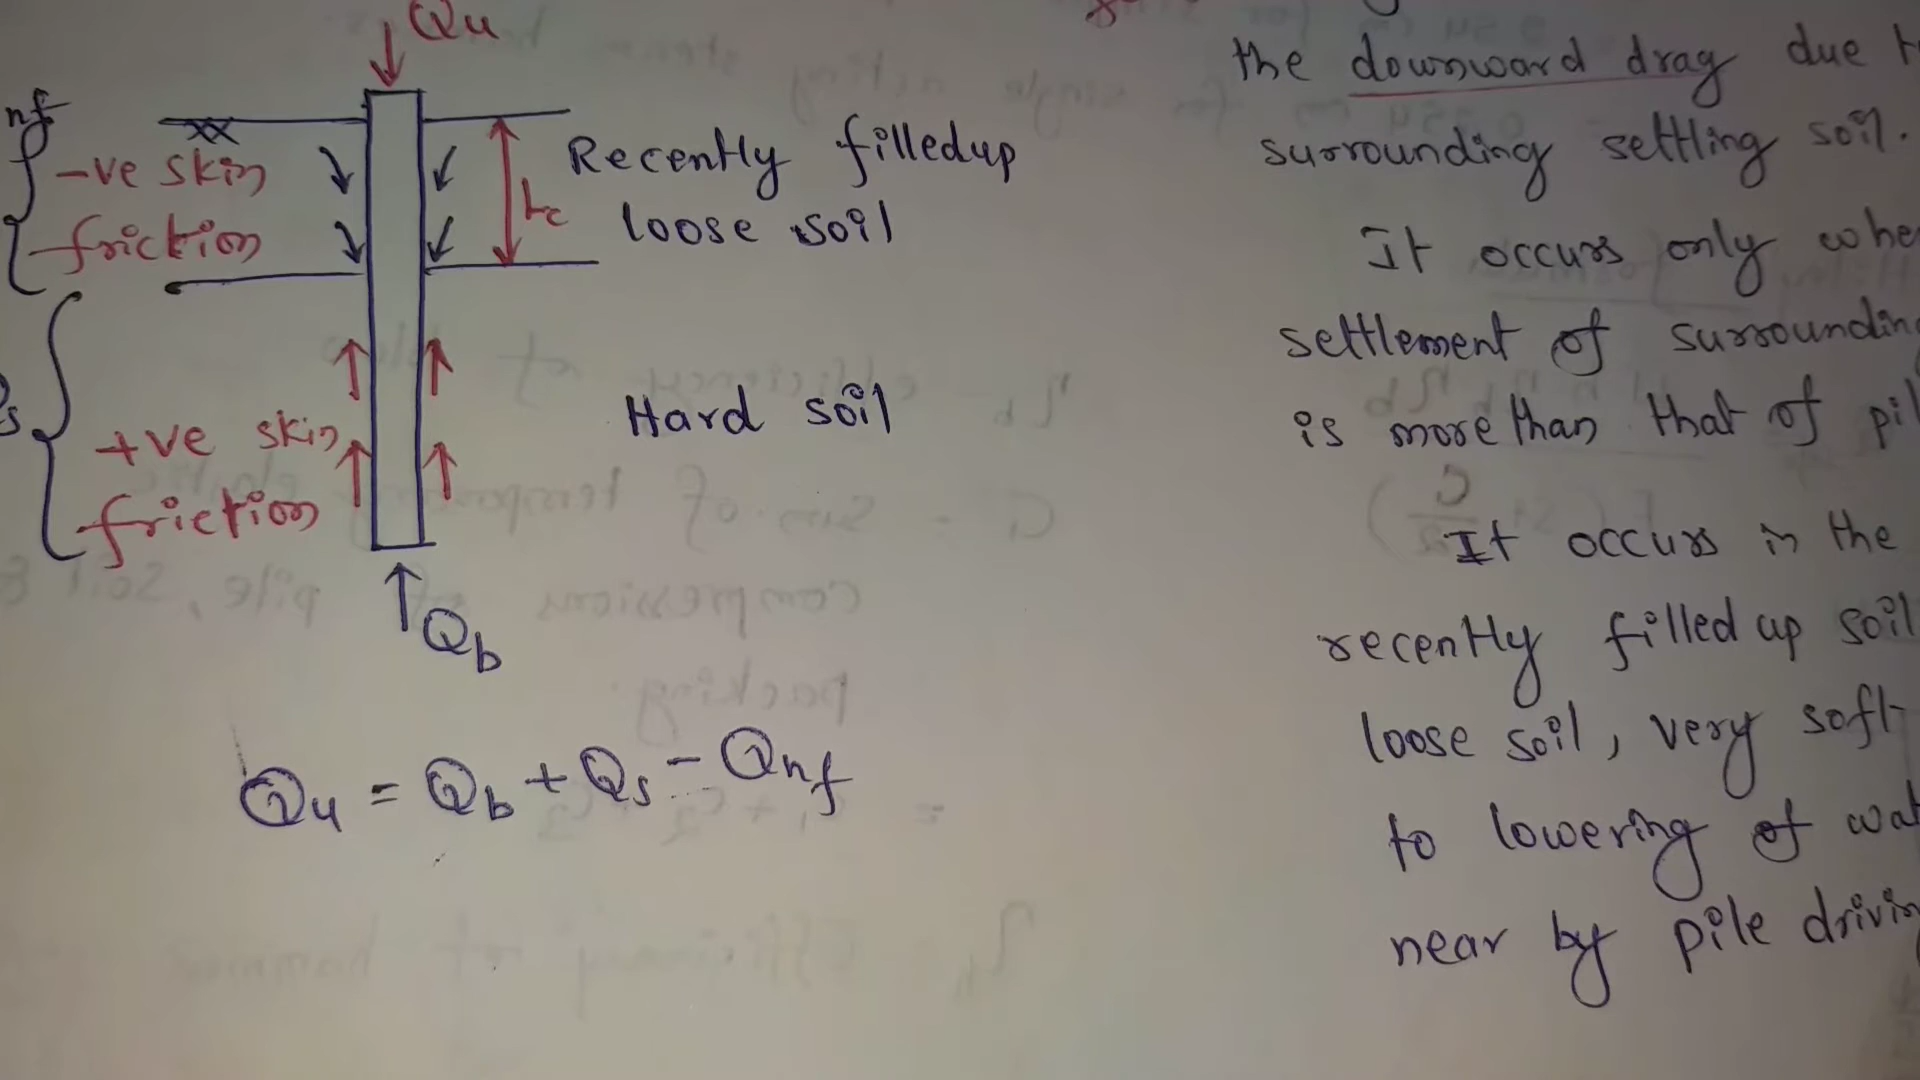 Qu
nf
-ve skin
friction
Lc
Recently filledup
loose soil
s
+ve skin
friction
Hard soil
Qb
Qu = Qb + Qs - Qnf
the downward drag due
surrounding settling soil.
It occurs only whe
settlement of surroundin
is more than that of pil
It occurs in the
recently filled up soil
loose soil, very soft
to lowering of wat
near by pile drivin